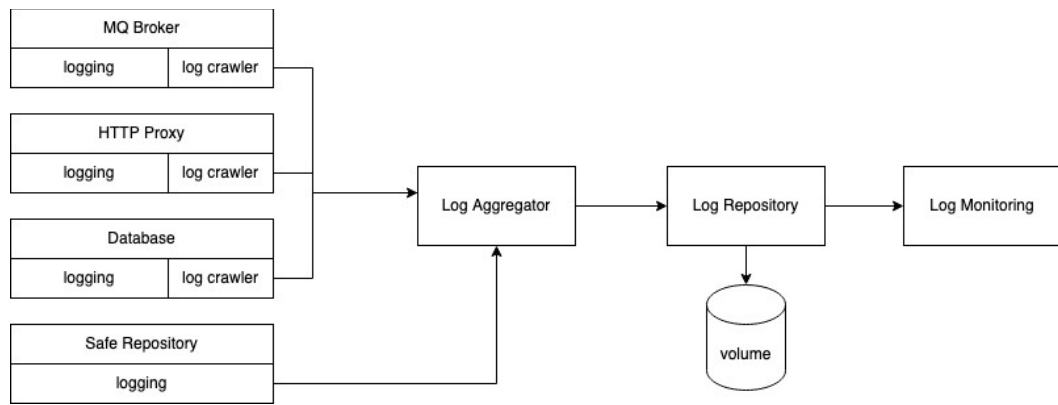 MQ Broker
logging
log crawler
HTTP Proxy
logging
log crawler
Database
logging
log crawler
Safe Repository
logging
Log Aggregator
Log Repository
Log Monitoring
volume